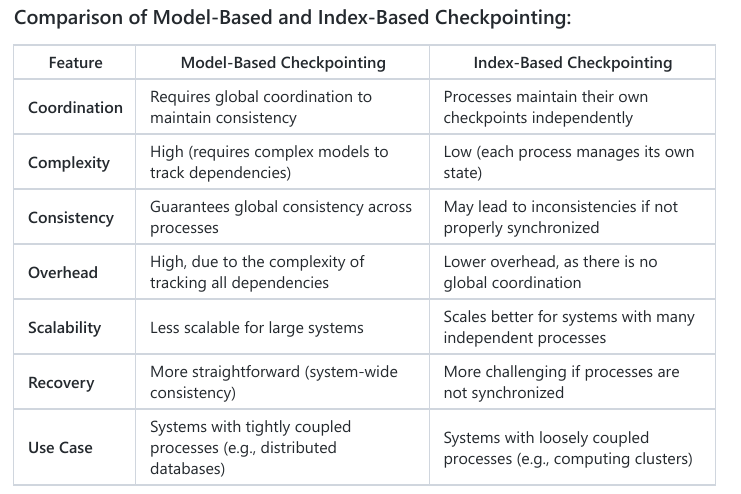 Comparison of Model-Based and Index-Based Checkpointing:
Feature
Model-Based Checkpointing
Index-Based Checkpointing
Coordination
Requires global coordination to
maintain consistency
Processes maintain their own
checkpoints independently
Complexity
High (requires complex models to
track dependencies)
Low (each process manages its own
state)
Consistency
Guarantees global consistency across
processes
May lead to inconsistencies if not
properly synchronized
Overhead
High, due to the complexity of
tracking all dependencies
Lower overhead, as there is no
global coordination
Scalability
Less scalable for large systems
Scales better for systems with many
independent processes
Recovery
More straightforward (system-wide
consistency)
More challenging if processes are
not synchronized
Use Case
Systems with tightly coupled
processes (e.g., distributed
databases)
Systems with loosely coupled
processes (e.g., computing clusters)